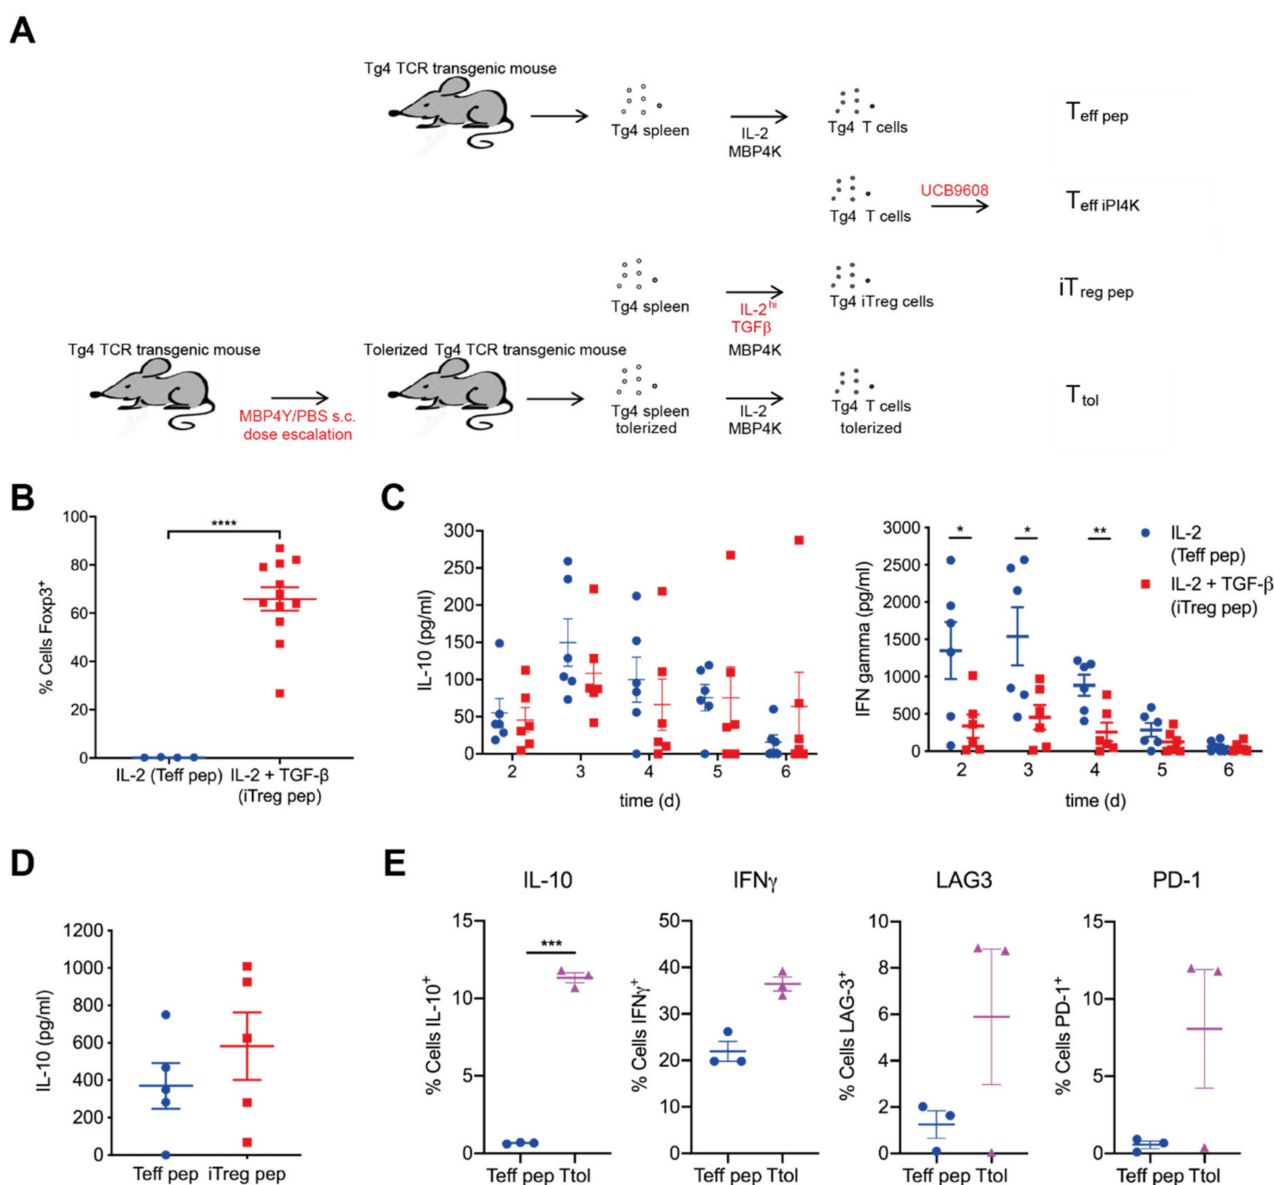 A
Tg4 TCR transgenic mouse
Tg4 spleen
IL-2
MBP4K
Tg4 T cells
Teff pep
Tg4 T cells
UCB9608
Teff iPI4K
Tg4 spleen
IL-2hi
TGFβ
MBP4K
Tg4 iTreg cells
iTreg pep
Tg4 TCR transgenic mouse
MBP4Y/PBS s.c.
dose escalation
Tolerized Tg4 TCR transgenic mouse
Tg4 spleen
tolerized
IL-2
MBP4K
Tg4 T cells
tolerized
Ttol
B
% Cells Foxp3+
100
80
60
40
20
0
****
IL-2 (Teff pep)
IL-2 + TGF-β
(iTreg pep)
C
IL-10 (pg/ml)
300
250
200
150
100
50
0
2 3 4 5 6
time (d)
IFN gamma (pg/ml)
3000
2500
2000
1500
1000
500
0
* * **
2 3 4 5 6
time (d)
IL-2
(Teff pep)
IL-2 + TGF-β
(iTreg pep)
D
IL-10 (pg/ml)
1200
1000
800
600
400
200
0
Teff pep iTreg pep
E
IL-10
% Cells IL-10+
15
10
5
0
***
Teff pep Ttol
IFNγ
% Cells IFNγ+
50
40
30
20
10
0
Teff pep Ttol
LAG3
% Cells LAG-3+
10
8
6
4
2
0
Teff pep Ttol
PD-1
% Cells PD-1+
15
10
5
0
Teff pep Ttol